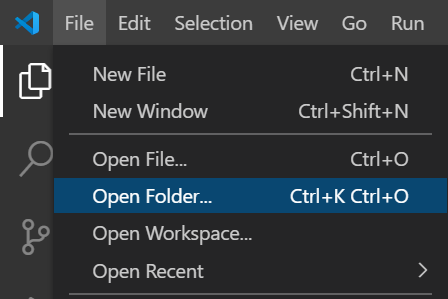 File Edit Selection View Go Run
New File Ctrl+N
New Window Ctrl+Shift+N
Open File... Ctrl+O
Open Folder... Ctrl+K Ctrl+O
Open Workspace...
Open Recent